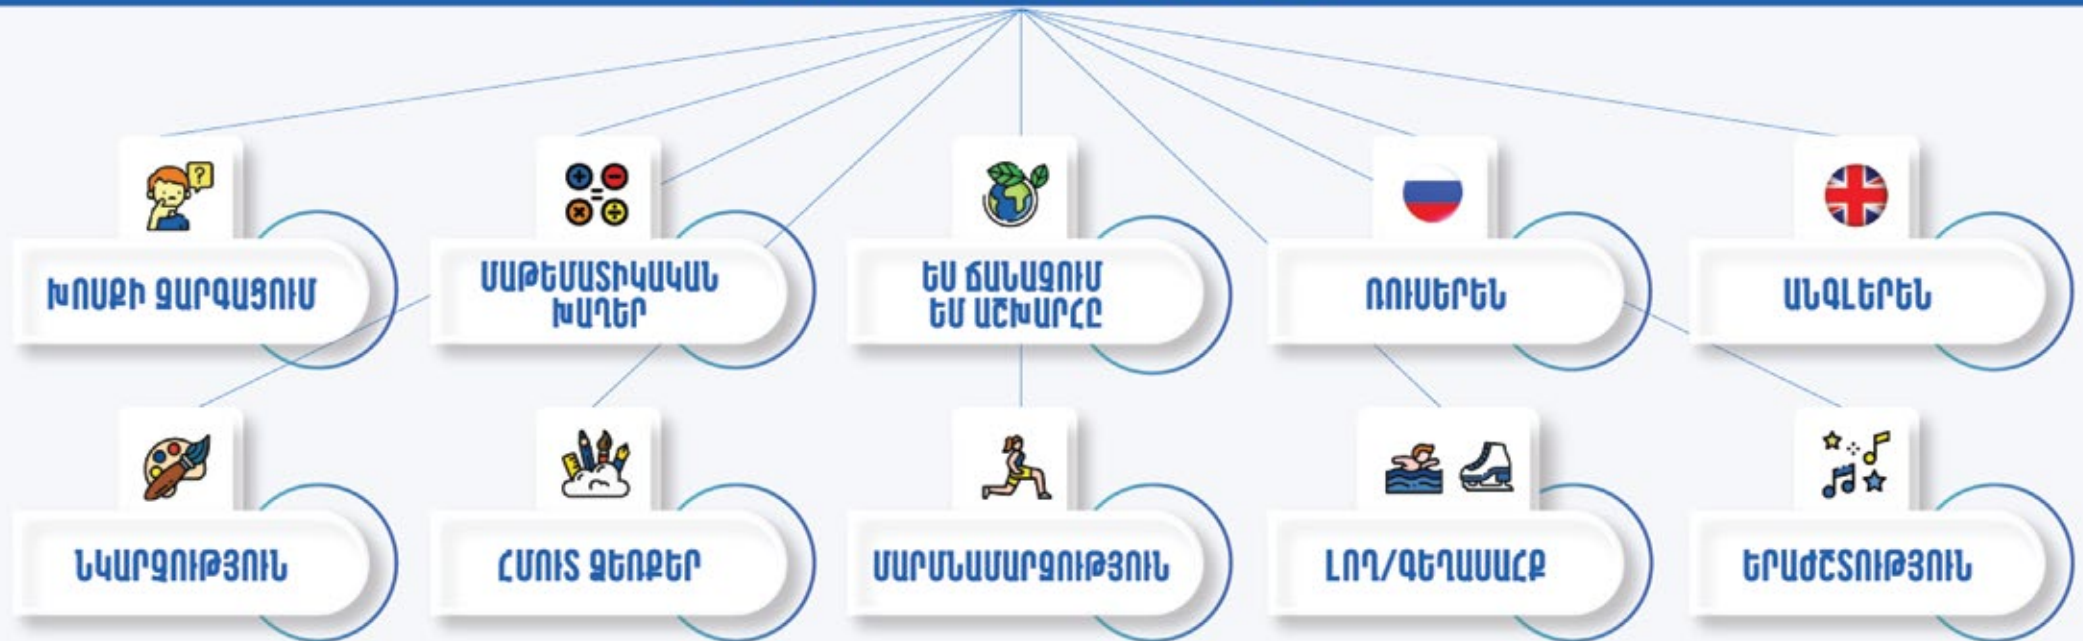 ԽՈՍՔԻ ԶԱՐԳԱՑՈՒՄ
ՄԱԹԵՄԱՏԻԿԱԿԱՆ
ԽԱՂԵՐ
ԵՍ ՃԱՆԱՉՈՒՄ
ԵՄ ԱՇԽԱՐՀԸ
ՌՈՒՍԵՐԵՆ
ԱՆԳԼԵՐԵՆ
ՆԿԱՐՉՈՒԹՅՈՒՆ
ՀՄՈՒՏ ՁԵՌՔԵՐ
ՄԱՐՄՆԱՄԱՐԶՈՒԹՅՈՒՆ
ԼՈՂ/ԳԵՂԱՍԱՀՔ
ԵՐԱԺՇՏՈՒԹՅՈՒՆ